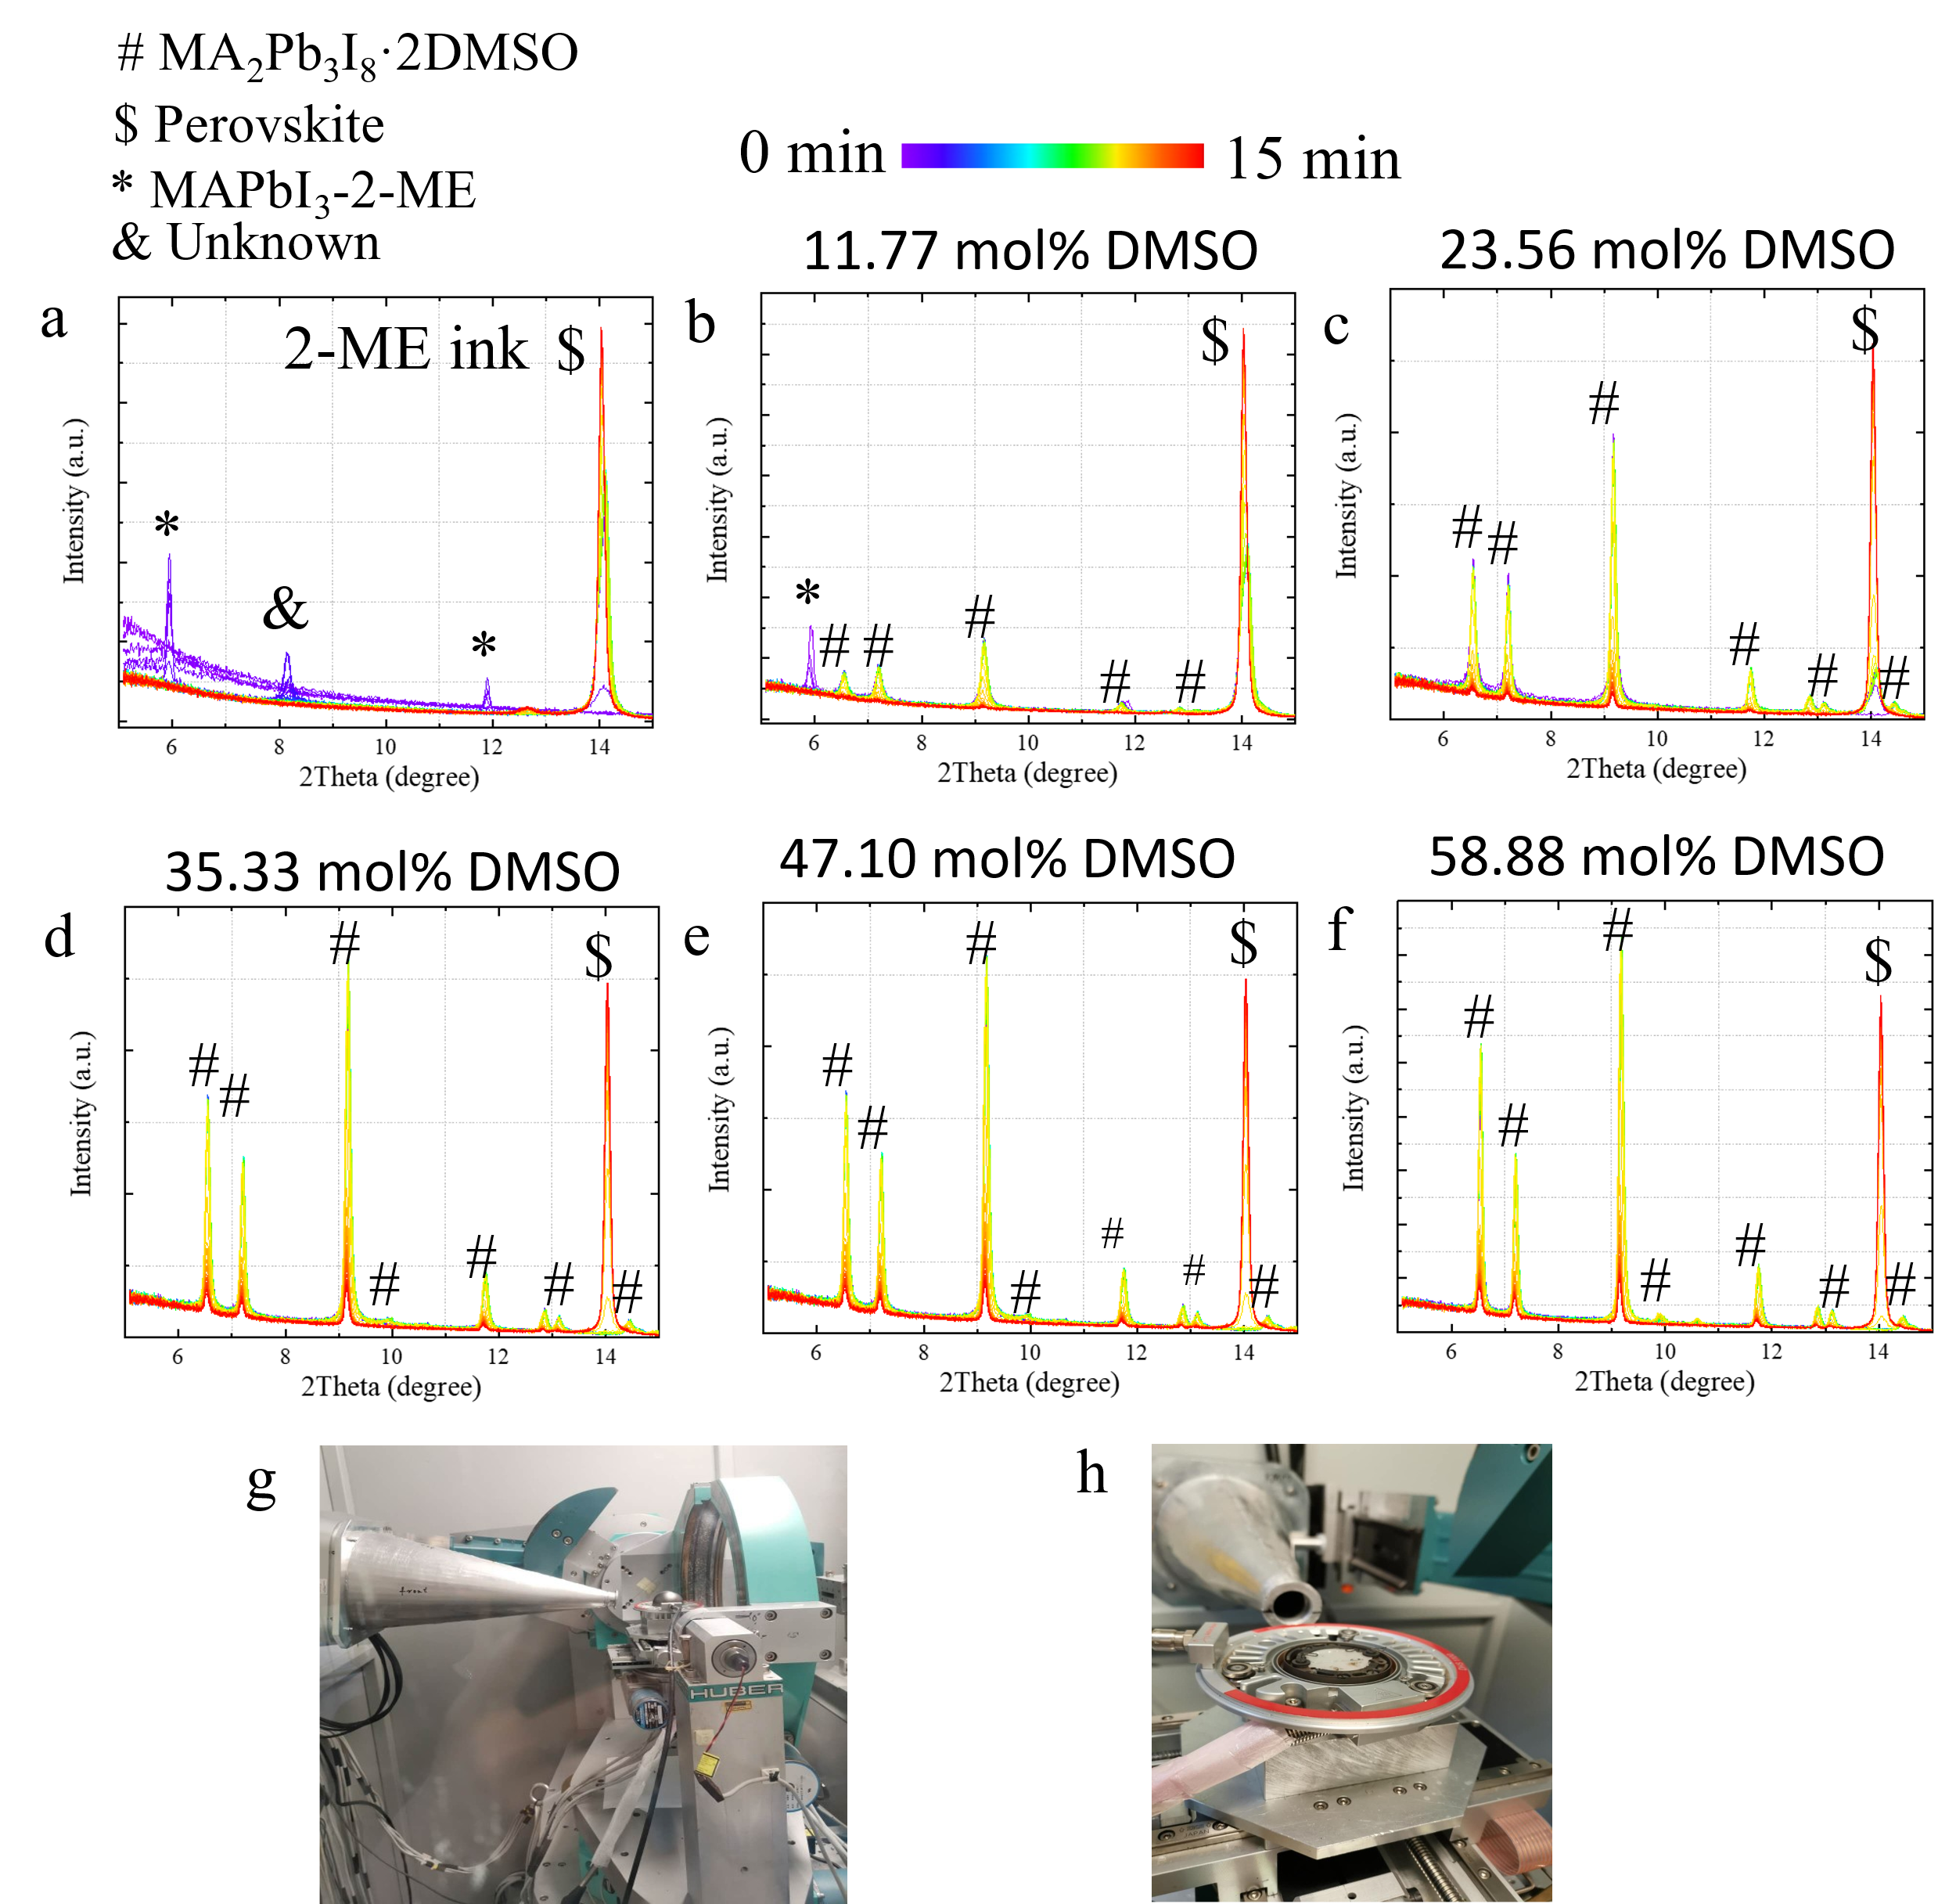 # MA₂Pb₃I₈·2DMSO
$ Perovskite
* MAPbI₃-2-ME
& Unknown
0 min 15 min
11.77 mol% DMSO
23.56 mol% DMSO
a
2-ME ink $
*
&
*
Intensity (a.u.)
6 8 10 12 14
2Theta (degree)
b
$
*
# # # # #
Intensity (a.u.)
6 8 10 12 14
2Theta (degree)
c
$
#
# #
# # #
Intensity (a.u.)
6 8 10 12 14
2Theta (degree)
35.33 mol% DMSO
47.10 mol% DMSO
58.88 mol% DMSO
d
# $
#
#
# # # #
Intensity (a.u.)
6 8 10 12 14
2Theta (degree)
e
# $
#
#
# # # #
Intensity (a.u.)
6 8 10 12 14
2Theta (degree)
f
# $
#
#
# # # #
Intensity (a.u.)
6 8 10 12 14
2Theta (degree)
g
front
HUBER
h
JAPAN